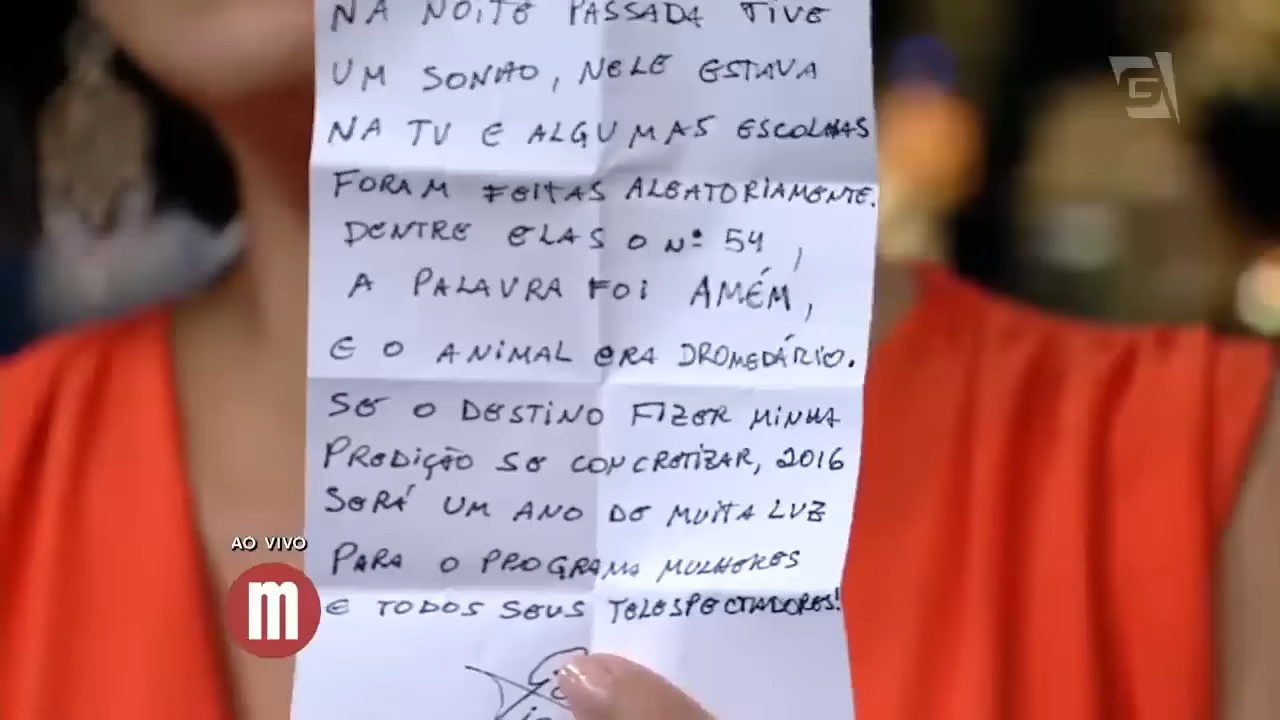 NA NOITE PASSADA TIVE
UM SONHO, NELE ESTAVA
NA TV E ALGUMAS ESCOLHAS
FORAM FEITAS ALEATORIAMENTE.
DENTRE ELAS O Nº 54,
A PALAVRA FOI AMÉM,
E O ANIMAL ERA DROMEDÁRIO.
SE O DESTINO FIZER MINHA
PREDIÇÃO SE CONCRETIZAR, 2016
SERÁ UM ANO DE MUITA LUZ
PARA O PROGRAMA MULHERES
E TODOS SEUS TELESPECTADORES!
AO VIVO
m
G